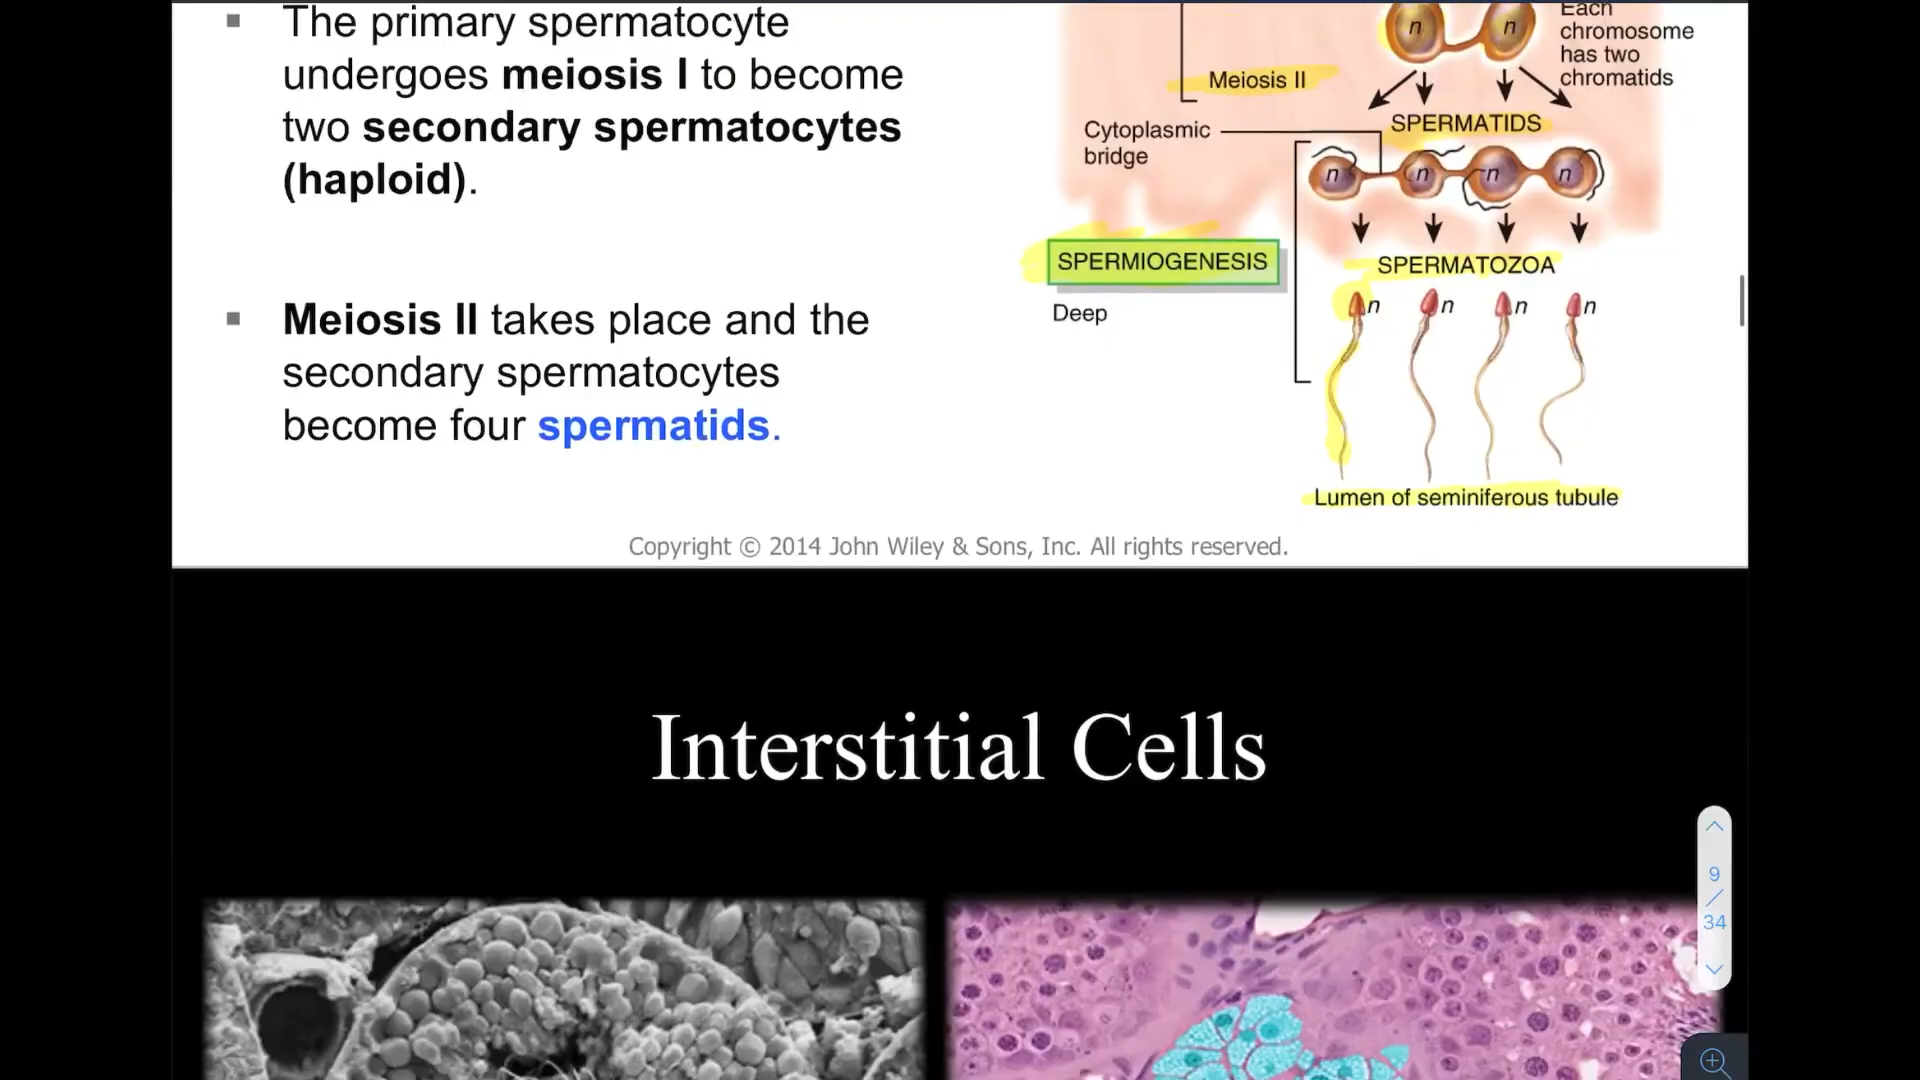 ▪ The primary spermatocyte
undergoes meiosis I to become
two secondary spermatocytes
(haploid).
▪ Meiosis II takes place and the
secondary spermatocytes
become four spermatids.
n
n
Each
chromosome
has two
chromatids
Meiosis II
SPERMATIDS
Cytoplasmic
bridge
n
n
n
n
SPERMIOGENESIS
SPERMATOZOA
Deep
n
n
n
n
Lumen of seminiferous tubule
Copyright © 2014 John Wiley & Sons, Inc. All rights reserved.
Interstitial Cells
9
/
34